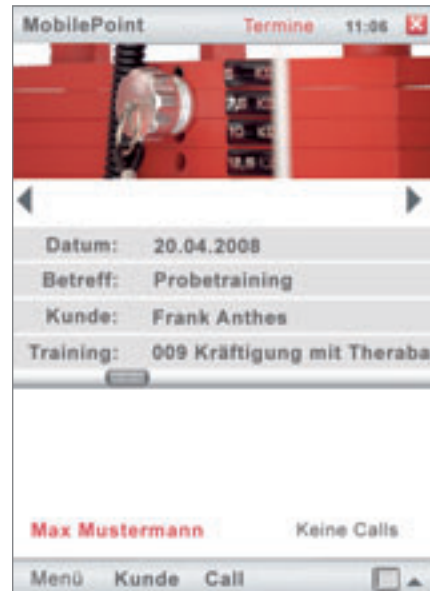 MobilePoint Termine 11:06
Datum: 20.04.2008
Betreff: Probetraining
Kunde: Frank Anthes
Training: 009 Kräftigung mit Theraba
Max Mustermann Keine Calls
Menü Kunde Call